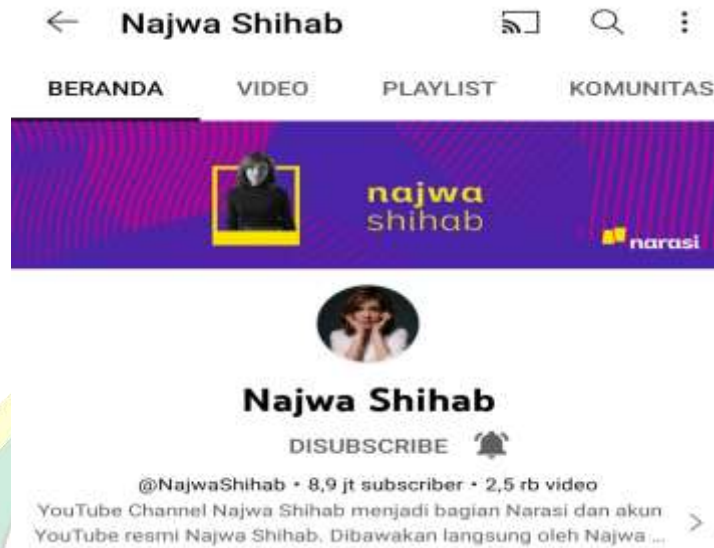 Najwa Shihab
BERANDA VIDEO PLAYLIST KOMUNITAS
najwa
shihab
narasi
Najwa Shihab
DISUBSCRIBE
@NajwaShihab • 8,9 jt subscriber • 2,5 rb video
YouTube Channel Najwa Shihab menjadi bagian Narasi dan akun
YouTube resmi Najwa Shihab. Dibawakan langsung oleh Najwa ...